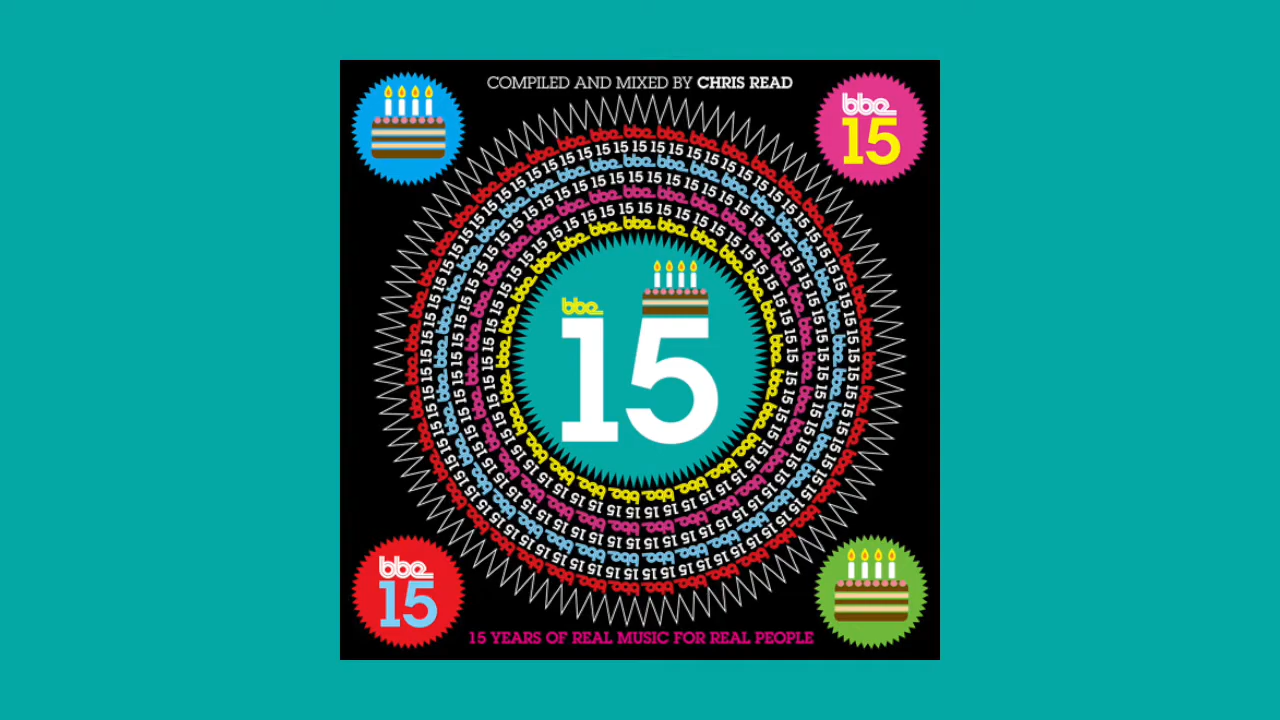 COMPILED AND MIXED BY CHRIS READ
bbe
15
bbe
15
bbe
15
15 YEARS OF REAL MUSIC FOR REAL PEOPLE